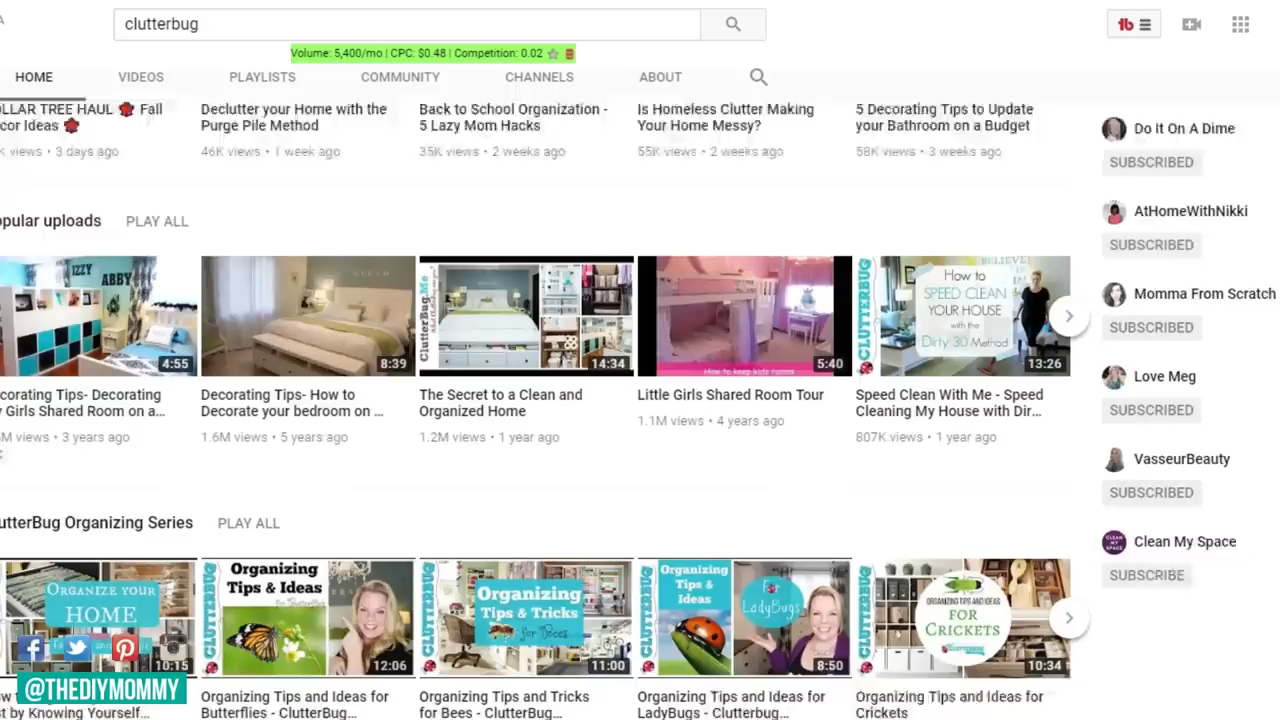 clutterbug
Volume: 5,400/mo | CPC: $0.48 | Competition: 0.02
HOME VIDEOS PLAYLISTS COMMUNITY CHANNELS ABOUT
OLLAR TREE HAUL Fall
cor Ideas
K views • 3 days ago
Declutter your Home with the
Purge Pile Method
46K views • 1 week ago
Back to School Organization -
5 Lazy Mom Hacks
35K views • 2 weeks ago
Is Homeless Clutter Making
Your Home Messy?
55K views • 2 weeks ago
5 Decorating Tips to Update
your Bathroom on a Budget
58K views • 3 weeks ago
Do It On A Dime
SUBSCRIBED
AtHomeWithNikki
SUBSCRIBED
Momma From Scratch
SUBSCRIBED
Love Meg
SUBSCRIBED
VasseurBeauty
SUBSCRIBED
Clean My Space
SUBSCRIBE
opular uploads PLAY ALL
IZZY
ABBY
4:55
corating Tips- Decorating
y Girls Shared Room on a...
M views • 3 years ago
8:39
Decorating Tips- How to
Decorate your bedroom on ...
1.6M views • 5 years ago
ClutterBug.Me
14:34
The Secret to a Clean and
Organized Home
1.2M views • 1 year ago
How to keep kids rooms
5:40
Little Girls Shared Room Tour
1.1M views • 4 years ago
CLUTTERBUG
BELIEVE
How to
SPEED CLEAN
YOUR HOUSE
with the
Dirty 30 Method
13:26
Speed Clean With Me - Speed
Cleaning My House with Dir...
807K views • 1 year ago
utterBug Organizing Series PLAY ALL
ORGANIZE YOUR
HOME
10:15
t by Knowing Yourself...
@THEDIYMOMMY
CLUTTERBUG
Organizing
Tips & Ideas
for Butterflies
12:06
Organizing Tips and Ideas for
Butterflies - ClutterBug...
CLUTTERBUG
Organizing
Tips & Tricks
for Bees
11:00
Organizing Tips and Tricks
for Bees - ClutterBug...
CLUTTERBUG
Organizing
Tips &
Ideas
LadyBugs
8:50
Organizing Tips and Ideas for
LadyBugs - Clutterbug...
CLUTTERBUG
ORGANIZING TIPS AND IDEAS
FOR
CRICKETS
10:34
Organizing Tips and Ideas for
Crickets